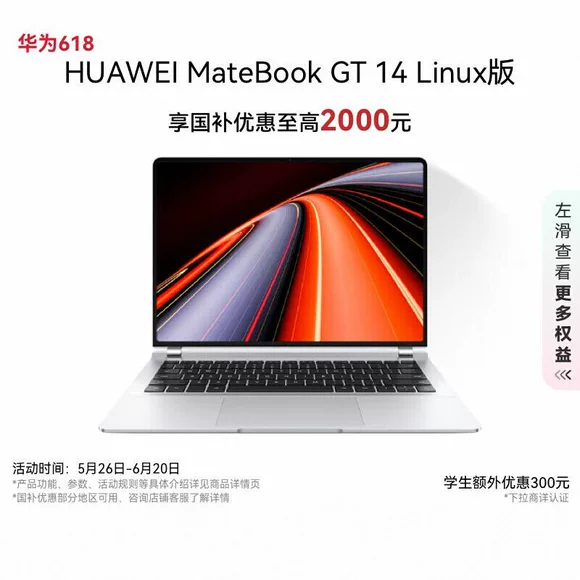 华为618
HUAWEI MateBook GT 14 Linux版
享国补优惠至高2000元
左滑查看更多权益
活动时间：5月26日-6月20日
*产品功能、参数、活动规则等具体介绍详见商品详情页
*国补优惠部分地区可用，咨询店铺客服了解详情
学生额外优惠300元
*下拉商详认证